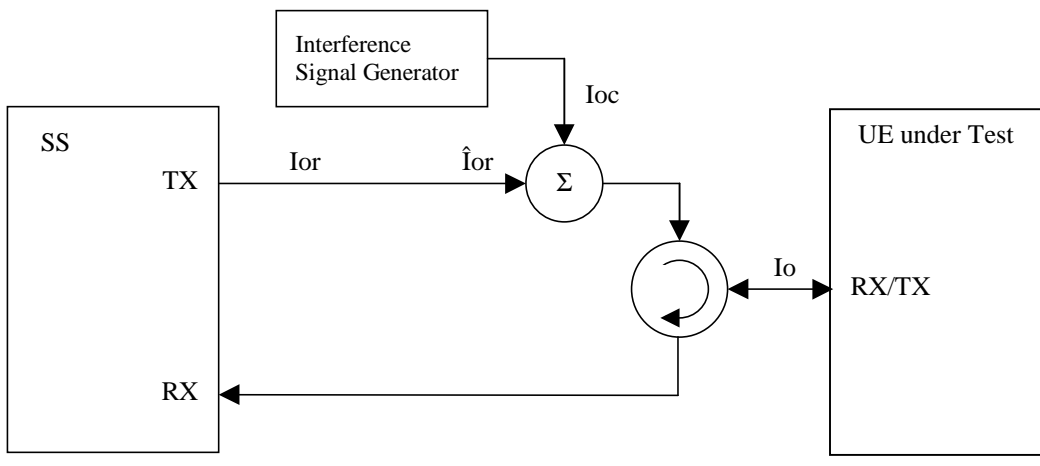 Interference
Signal Generator
Ioc
SS
UE under Test
TX
Ior
Îor
Σ
Io
RX/TX
RX